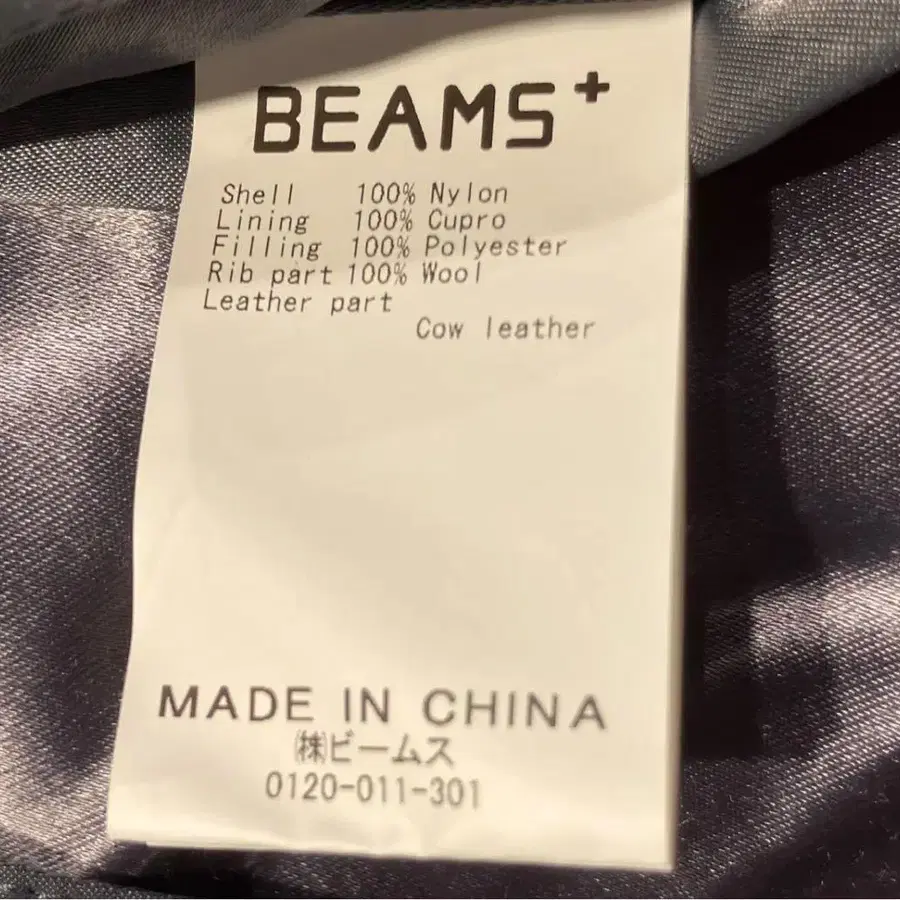 BEAMS+
Shell 100% Nylon
Lining 100% Cupro
Filling 100% Polyester
Rib part 100% Wool
Leather part
Cow leather
MADE IN CHINA
㈱ビームス
0120-011-301